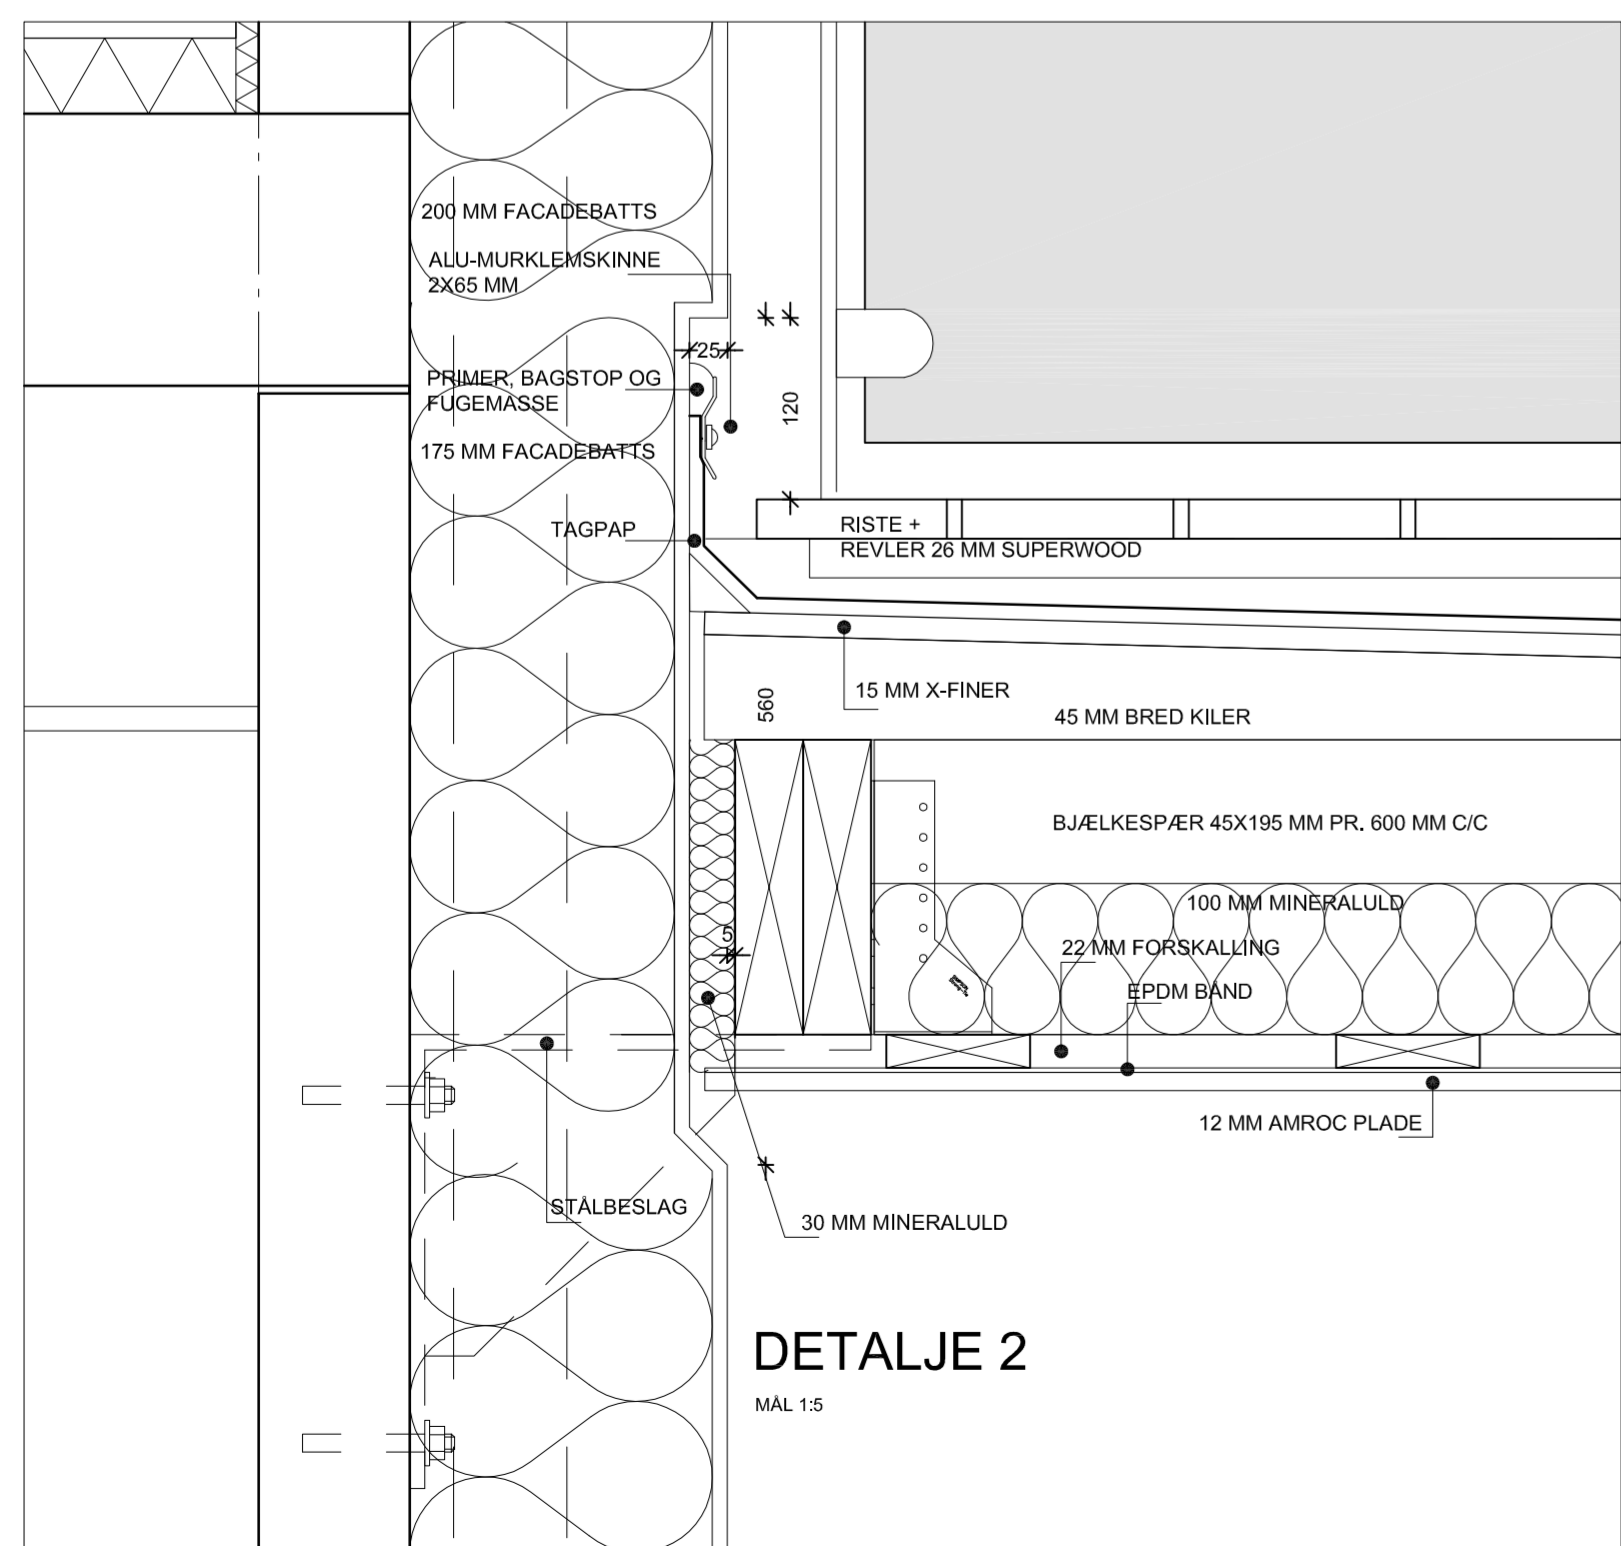 200 MM FACADEBATTS
ALU-MURKLEMSKINNE
2X65 MM
25
PRIMER, BAGSTOP OG
FUGEMASSE
120
175 MM FACADEBATTS
TAGPAP
RISTE +
REVLER 26 MM SUPERWOOD
15 MM X-FINER
560
45 MM BRED KILER
BJÆLKESPÆR 45X195 MM PR. 600 MM C/C
100 MM MINERALULD
5
22 MM FORSKALLING
EPDM BÅND
12 MM AMROC PLADE
STÅLBESLAG
30 MM MINERALULD
DETALJE 2
MÅL 1:5